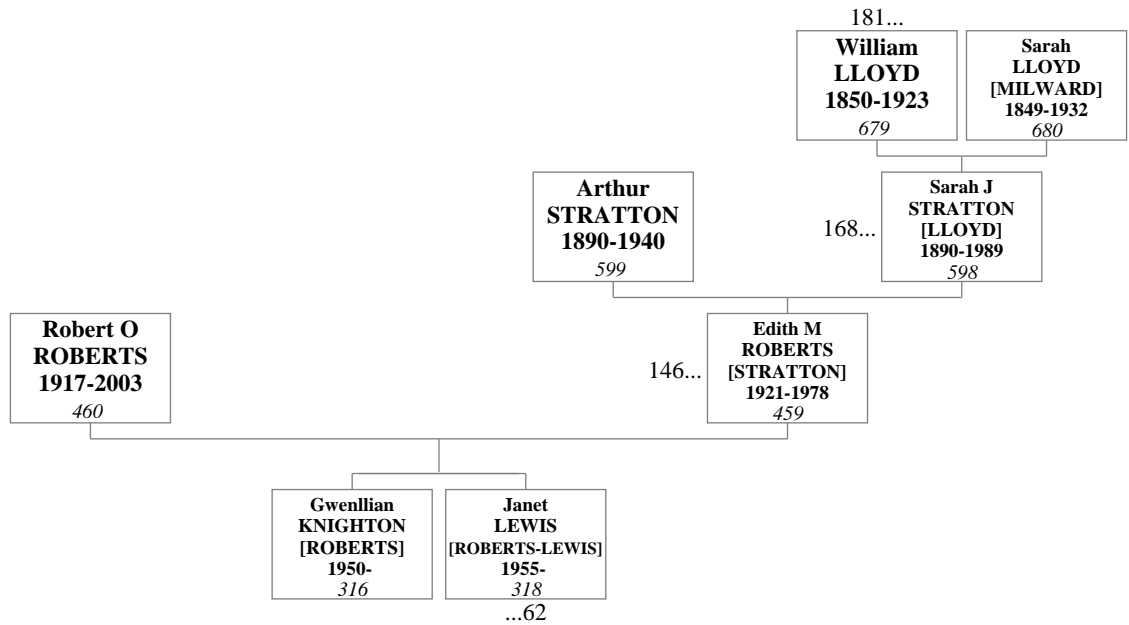 181...
William
LLOYD
1850-1923
679
Sarah
LLOYD
[MILWARD]
1849-1932
680
Arthur
STRATTON
1890-1940
599
168...
Sarah J
STRATTON
[LLOYD]
1890-1989
598
Robert O
ROBERTS
1917-2003
460
146...
Edith M
ROBERTS
[STRATTON]
1921-1978
459
Gwenllian
KNIGHTON
[ROBERTS]
1950-
316
Janet
LEWIS
[ROBERTS-LEWIS]
1955-
318
...62